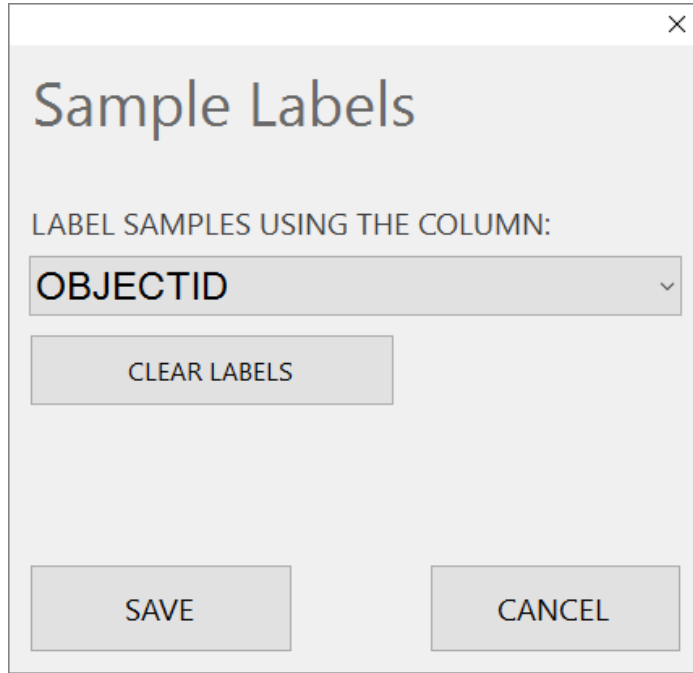 Sample Labels
LABEL SAMPLES USING THE COLUMN:
OBJECTID
CLEAR LABELS
SAVE
CANCEL